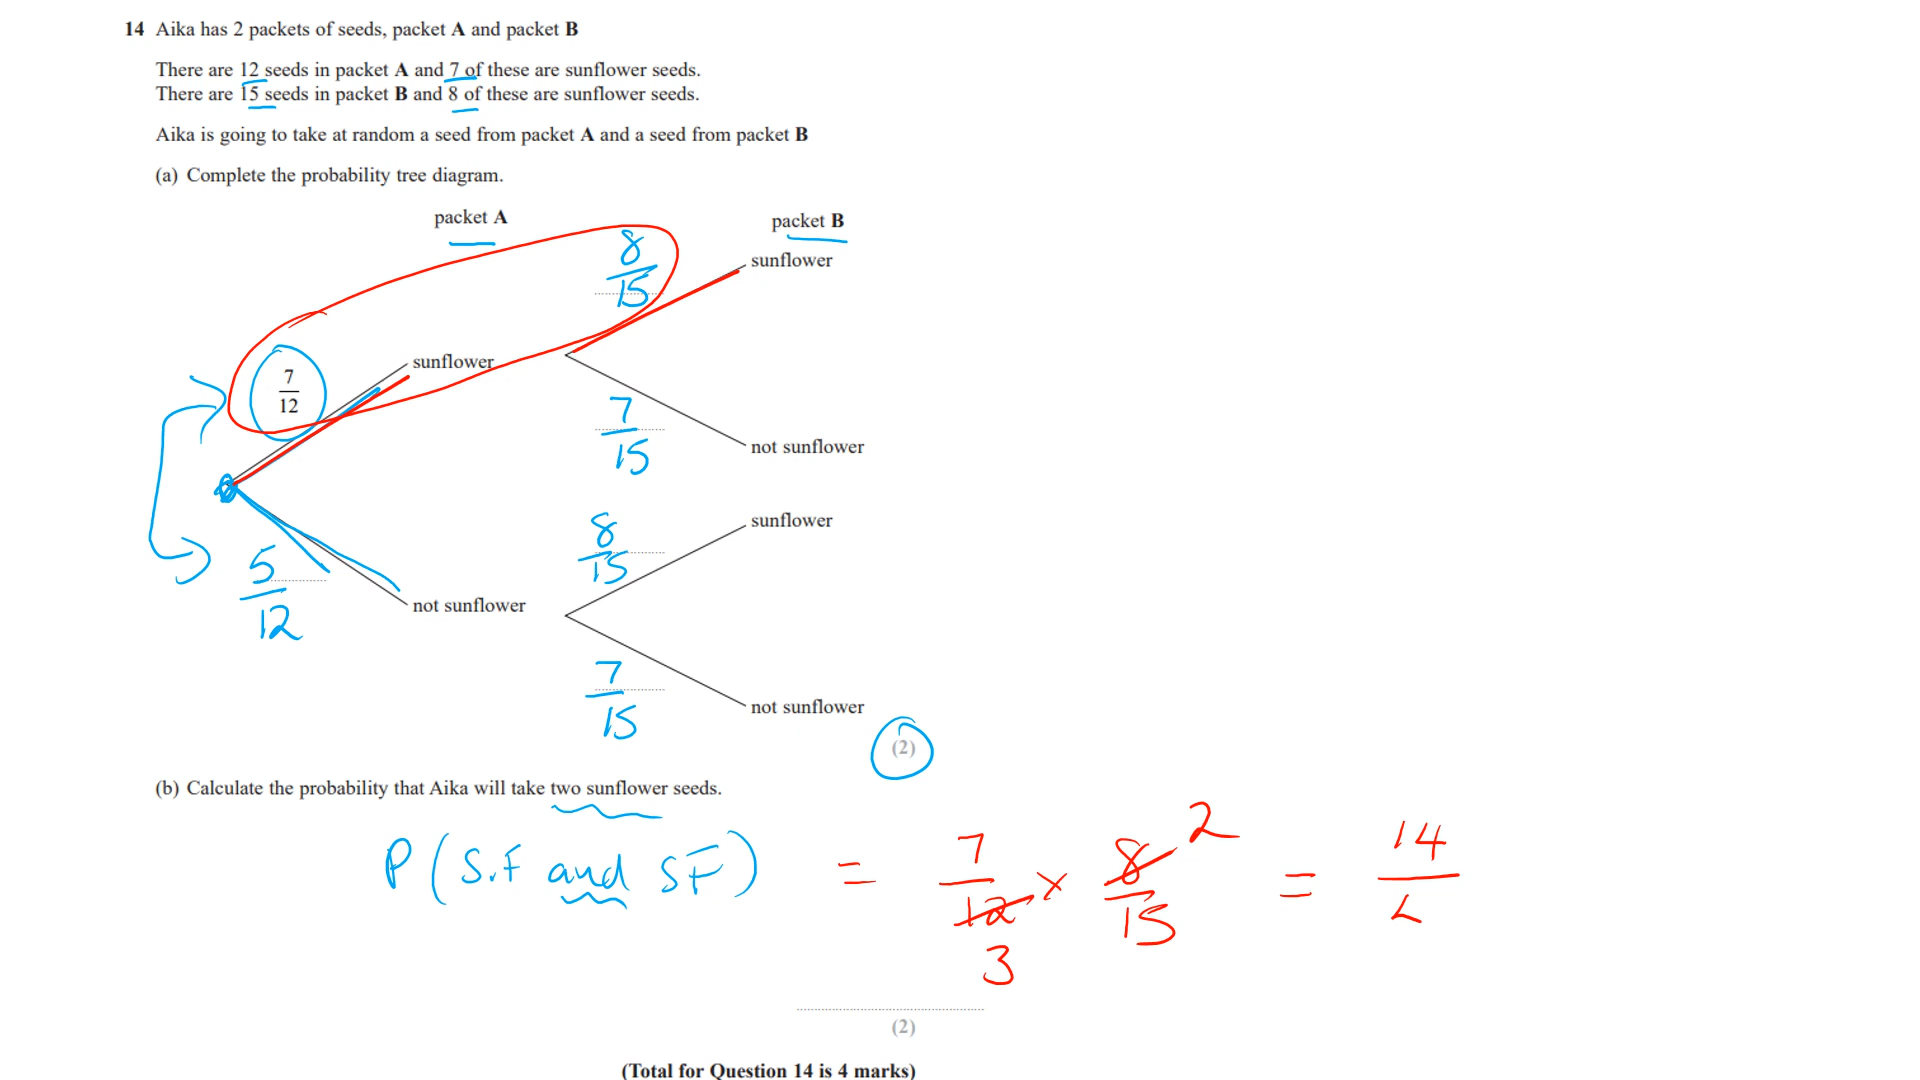 14 Aika has 2 packets of seeds, packet A and packet B
There are 12 seeds in packet A and 7 of these are sunflower seeds.
There are 15 seeds in packet B and 8 of these are sunflower seeds.
Aika is going to take at random a seed from packet A and a seed from packet B
(a) Complete the probability tree diagram.
packet A
packet B
8
15
sunflower
7
12
sunflower
7
15
not sunflower
8
15
sunflower
5
12
not sunflower
7
15
not sunflower
(2)
(b) Calculate the probability that Aika will take two sunflower seeds.
P(S.F and SF) = 7/12 × 8/15 = 14/
2
3
(2)
(Total for Question 14 is 4 marks)